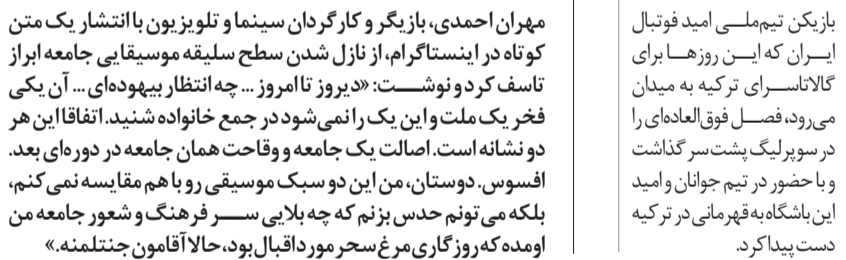 بازیکن تیم‌ملی امید فوتبال
ایران که این روزها برای
گالاتاسرای ترکیه به میدان
می‌رود، فصل فوق‌العاده‌ای را
در سوپرلیگ پشت سر گذاشت
و با حضور در تیم جوانان و امید
این باشگاه به قهرمانی در ترکیه
دست پیدا کرد.
مهران احمدی، بازیگر و کارگردان سینما و تلویزیون با انتشار یک متن
کوتاه در اینستاگرام، از نازل شدن سطح سلیقه موسیقایی جامعه ابراز
تاسف کرد و نوشت: «دیروز تا امروز ... چه انتظار بیهوده‌ای ... آن یکی
فخر یک ملت و این یک را نمی‌شود در جمع خانواده شنید. اتفاقا این هر
دو نشانه است. اصالت یک جامعه و وقاحت همان جامعه در دوره‌ای بعد.
افسوس. دوستان، من این دو سبک موسیقی رو با هم مقایسه نمی‌کنم،
بلکه می‌تونم حدس بزنم که چه بلایی سر فرهنگ و شعور جامعه من
اومده که روزگاری مرغ سحر مورد اقبال بود، حالا آقامون جنتلمنه.»